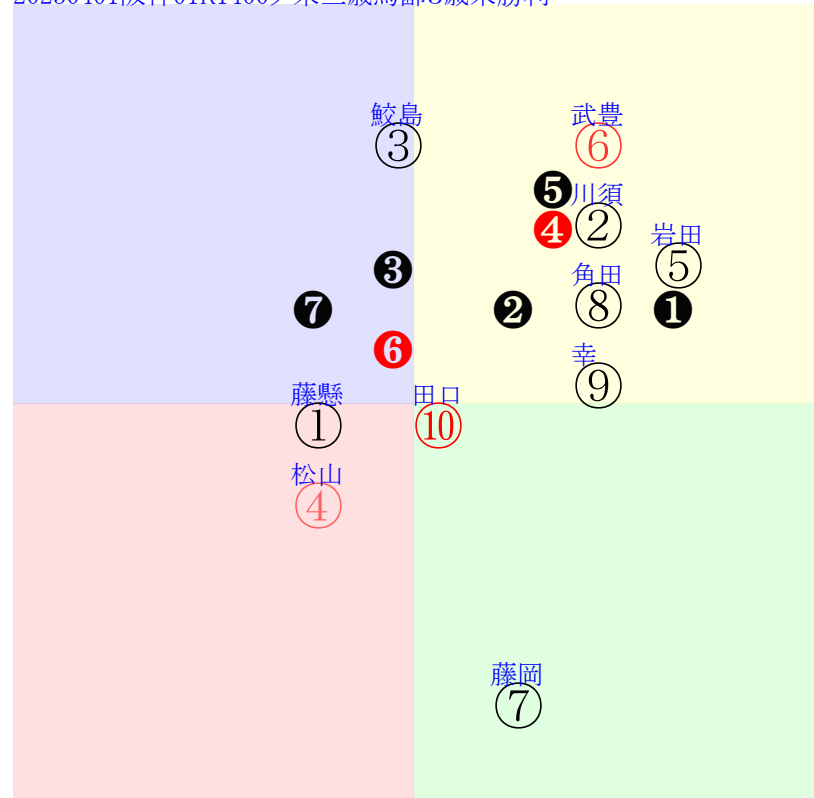 鮫島
武豊
③
⑥
❺
川須
❹
②
岩田
⑤
❸
角田
❼
❷
⑧
❶
❻
幸
⑨
藤懸
田口
①
⑩
松山
④
藤岡
⑦